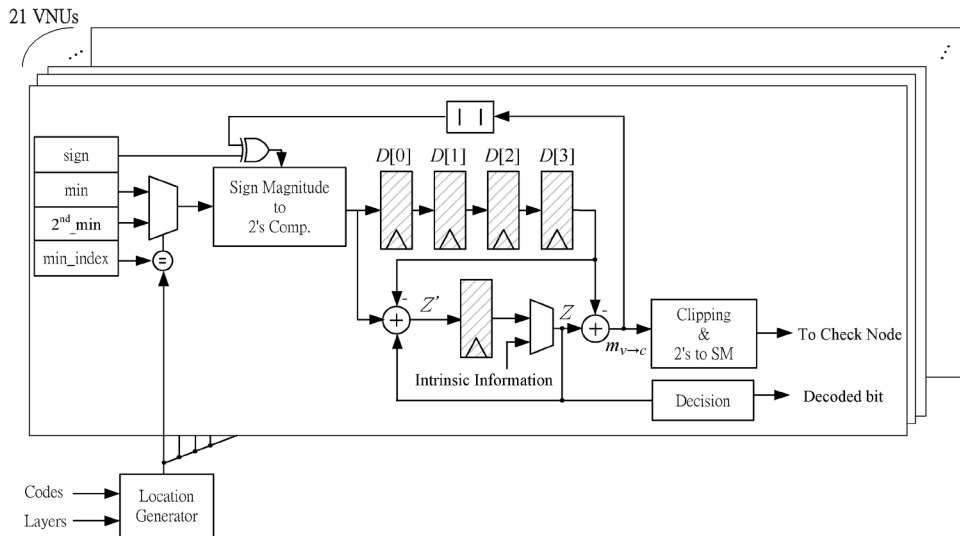 21 VNUs
sign
min
2nd_min
min_index
=
Sign Magnitude
to
2's Comp.
D[0] D[1] D[2] D[3]
| |
-
Z'
+
Intrinsic Information
Z
-
+
mv→c
Clipping
&
2's to SM
To Check Node
Decision
Decoded bit
Codes
Layers
Location
Generator